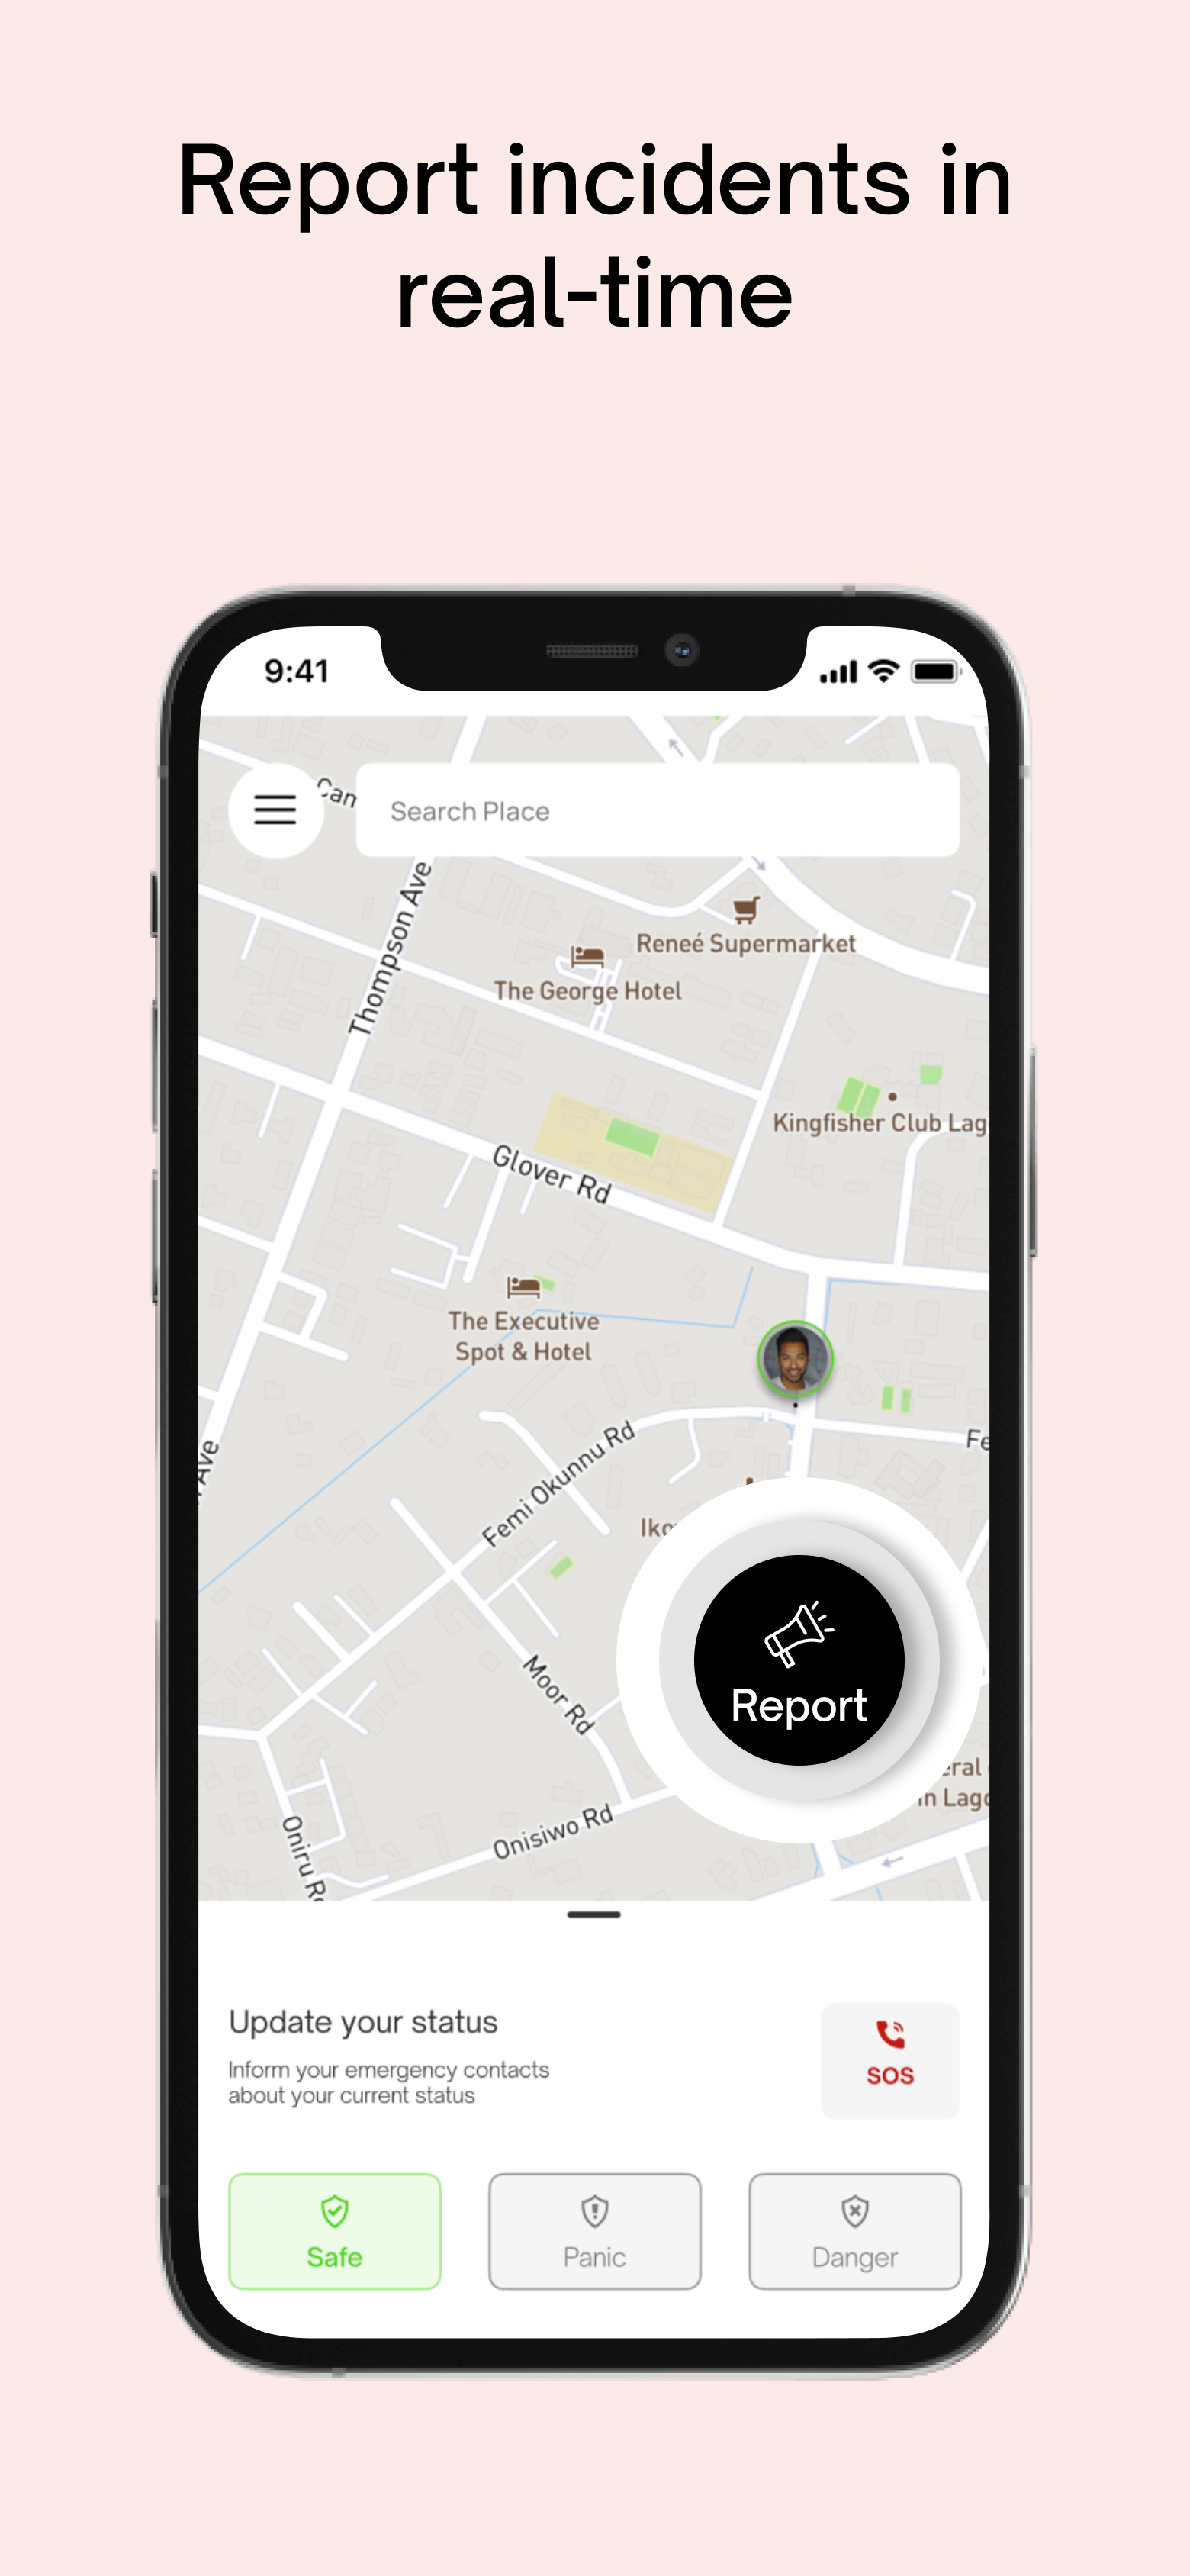 Report incidents in
real-time
9:41
Can
Search Place
Thompson Ave
Reneé Supermarket
The George Hotel
Kingfisher Club Lag
Glover Rd
The Executive
Spot & Hotel
Ave
Femi Okunnu Rd
Fe
Iko
Report
Moor Rd
eral
in Lago
Onisiwo Rd
Oniru Rd
Update your status
Inform your emergency contacts
about your current status
SOS
Safe
Panic
Danger